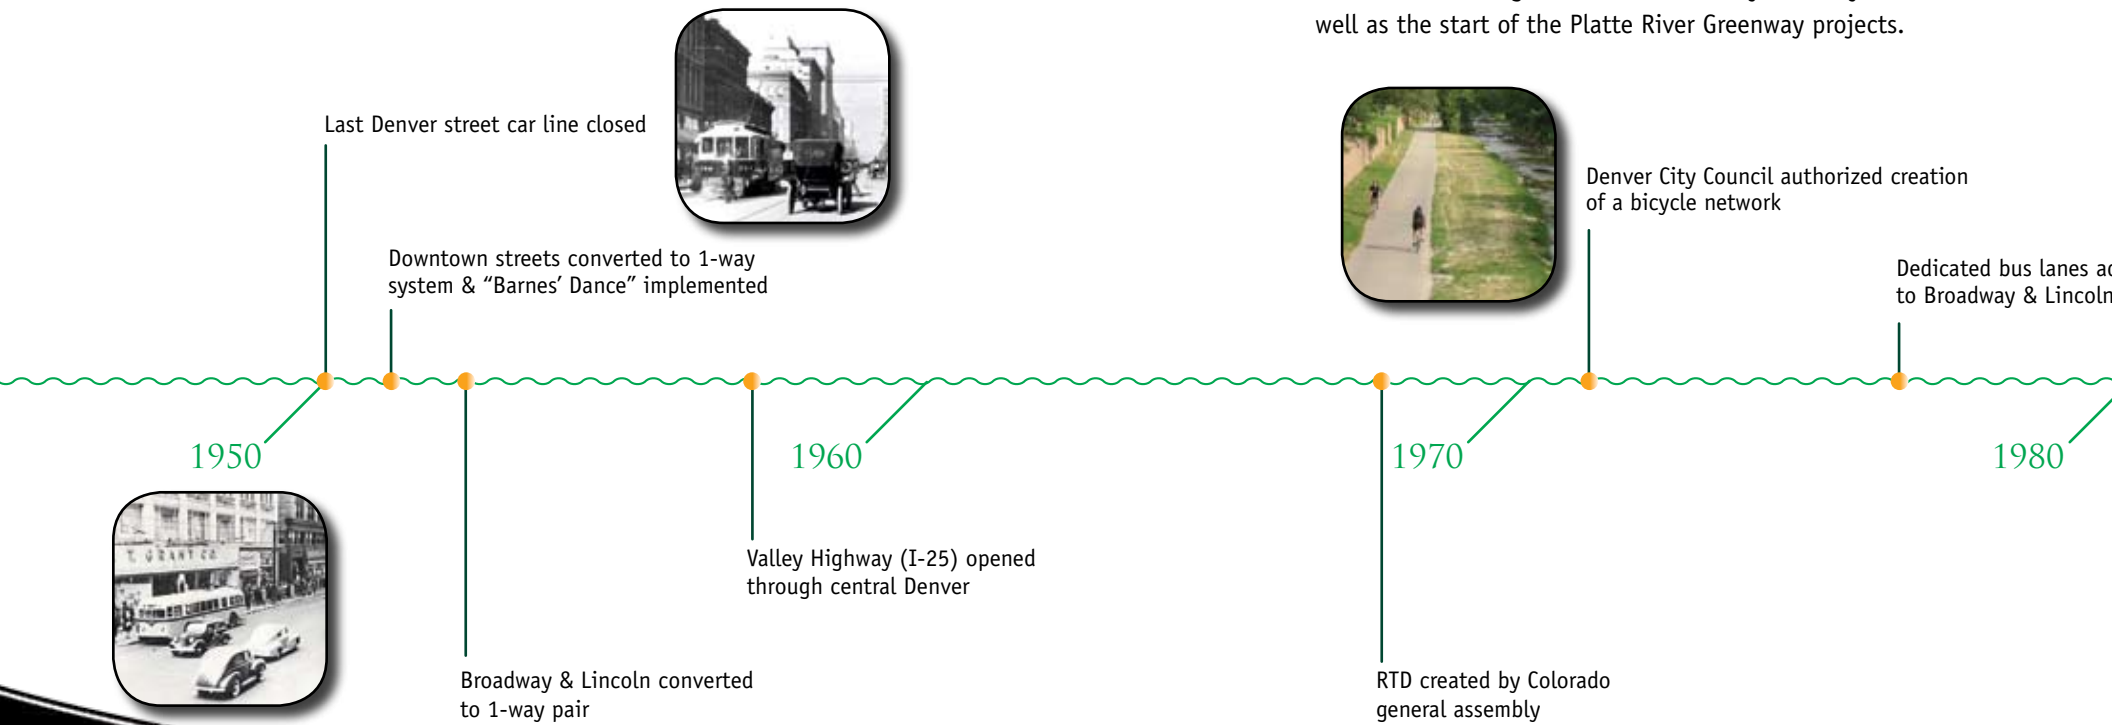 well as the start of the Platte River Greenway projects.
Last Denver street car line closed
Denver City Council authorized creation
of a bicycle network
Downtown streets converted to 1-way
system & “Barnes’ Dance” implemented
Dedicated bus lanes
to Broadway & Lincoln
1950
1960
1970
1980
T. GRANT CO.
Valley Highway (I-25) opened
through central Denver
Broadway & Lincoln converted
to 1-way pair
RTD created by Colorado
general assembly